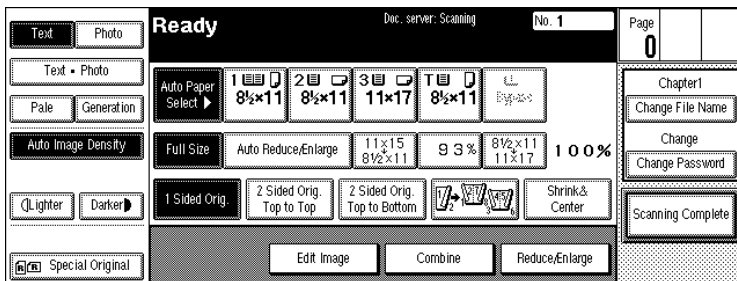 Text
Photo
Text • Photo
Pale
Generation
Auto Image Density
Lighter
Darker
Special Original
Ready
Doc. server: Scanning
No. 1
Auto Paper
Select ▶
1
8½×11
2
8½×11
3
11×17
T
8½×11
Bypass
Full Size
Auto Reduce/Enlarge
11×15
8½×11
93%
8½×11
11×17
100%
1 Sided Orig.
2 Sided Orig.
Top to Top
2 Sided Orig.
Top to Bottom
Shrink&
Center
Edit Image
Combine
Reduce/Enlarge
Page
0
Chapter1
Change File Name
Change
Change Password
Scanning Complete